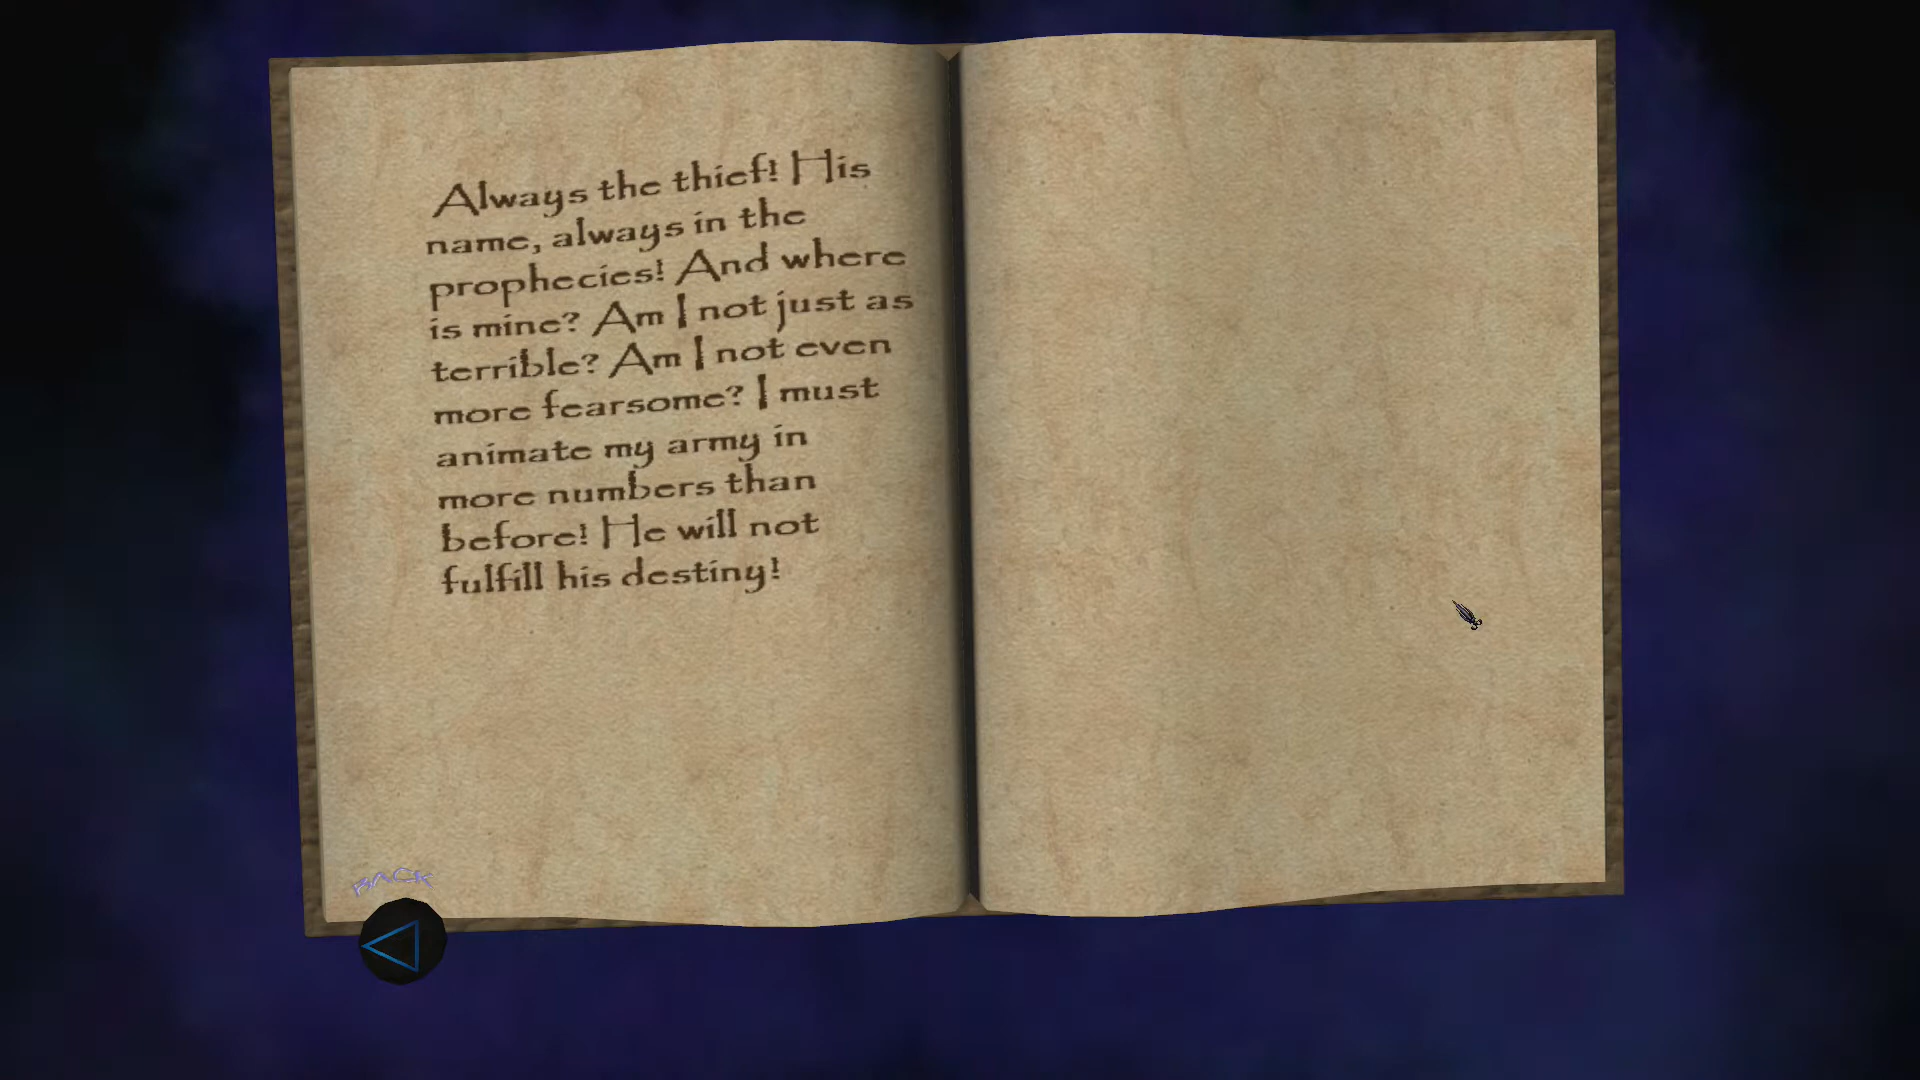 Always the thief! His
name, always in the
prophecies! And where
is mine? Am I not just as
terrible? Am I not even
more fearsome? I must
animate my army in
more numbers than
before! He will not
fulfill his destiny!
BACK